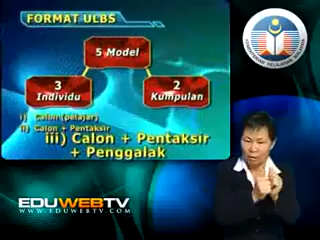 FORMAT ULBS
5 Model
3
Individu
2
Kumpulan
i) Calon (pelajar)
ii) Calon + Pentaksir
iii) Calon + Pentaksir
+ Penggalak
EDUWEBTV
WWW.EDUWEBTV.COM